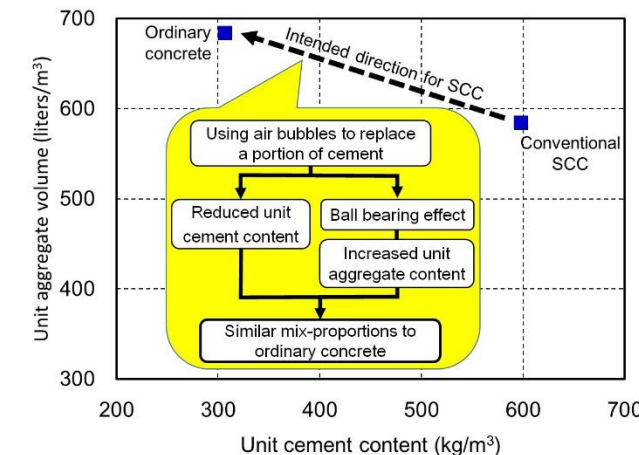 700
600
500
400
300
Unit aggregate volume (liters/m³)
Ordinary
concrete
Intended direction for SCC
Conventional
SCC
Using air bubbles to replace
a portion of cement
Reduced unit
cement content
Ball bearing effect
Increased unit
aggregate content
Similar mix-proportions to
ordinary concrete
200
300
400
500
600
700
Unit cement content (kg/m³)